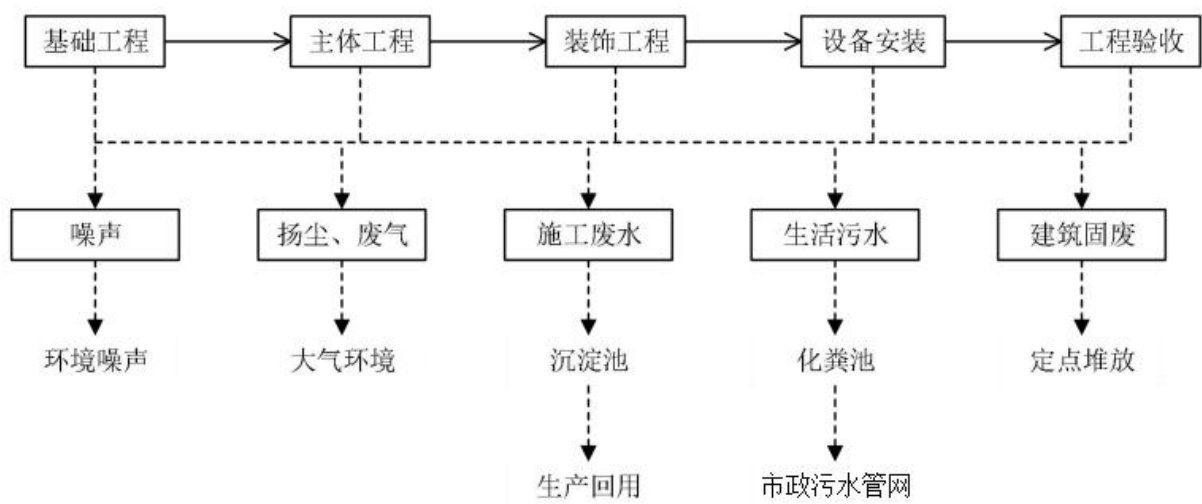 基础工程 主体工程 装饰工程 设备安装 工程验收
噪声 扬尘、废气 施工废水 生活污水 建筑固废
环境噪声 大气环境 沉淀池 化粪池 定点堆放
生产回用 市政污水管网